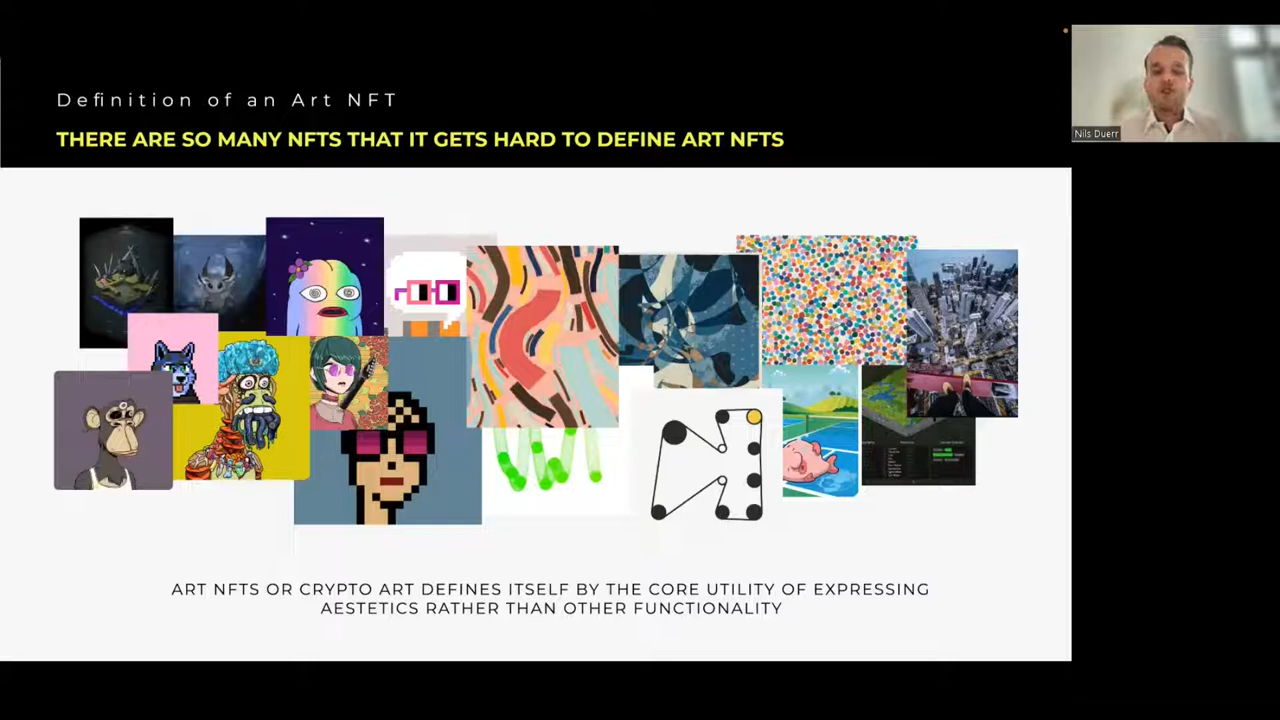 Definition of an Art NFT
THERE ARE SO MANY NFTS THAT IT GETS HARD TO DEFINE ART NFTS
Nils Duerr
ART NFTS OR CRYPTO ART DEFINES ITSELF BY THE CORE UTILITY OF EXPRESSING
AESTETICS RATHER THAN OTHER FUNCTIONALITY